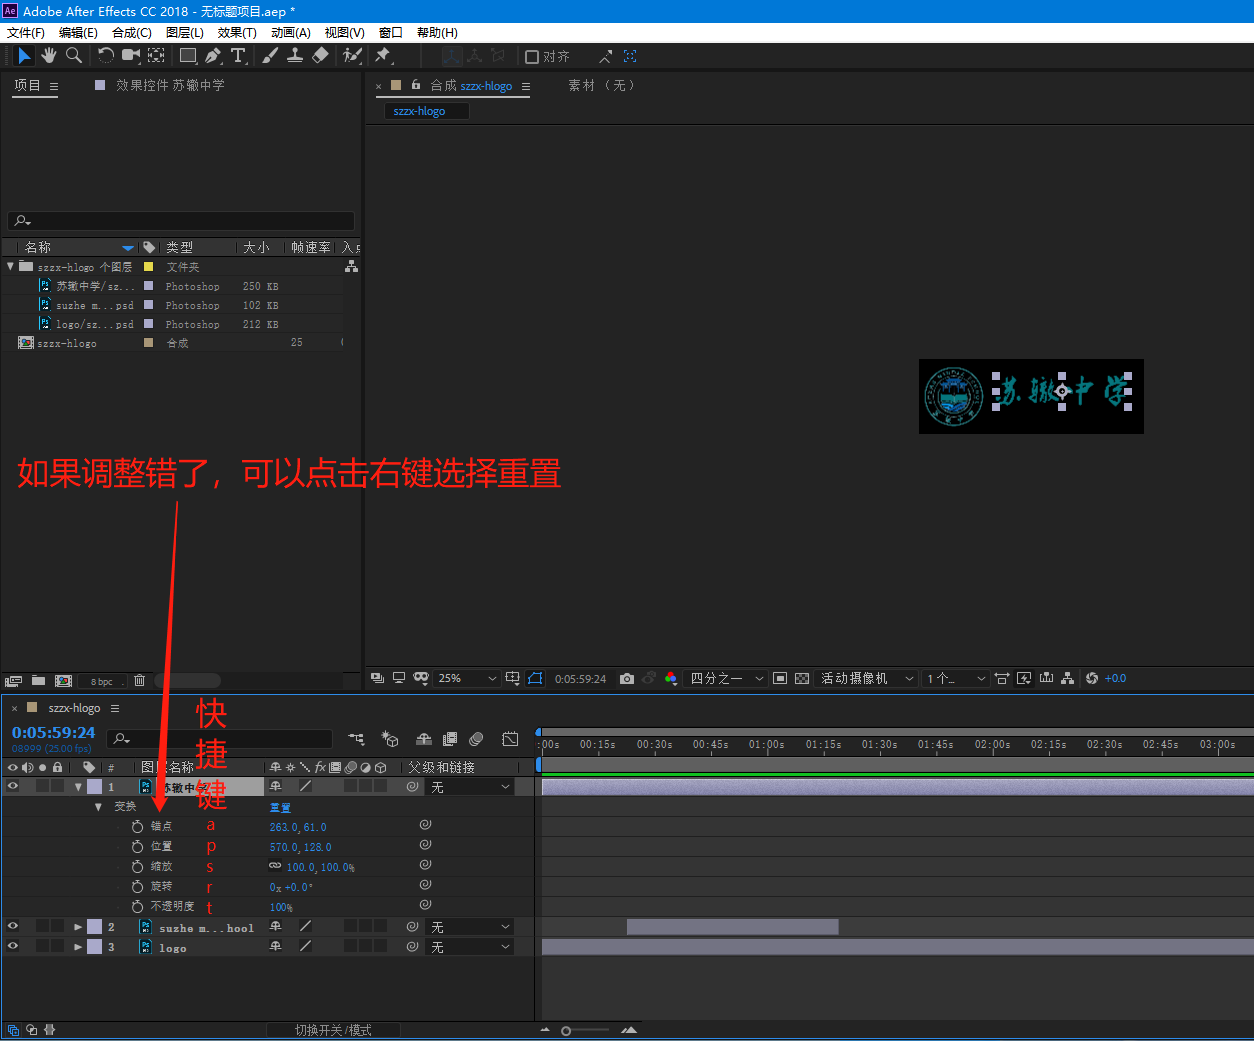 Ae Adobe After Effects CC 2018 - 无标题项目.aep *
文件(F) 编辑(E) 合成(C) 图层(L) 效果(T) 动画(A) 视图(V) 窗口 帮助(H)
对齐
项目 效果控件 苏辙中学
× 合成 szzx-hlogo 素材 （无）
szzx-hlogo
名称 类型 大小 帧速率 入点
szzx-hlogo 个图层 文件夹
苏辙中学/sz... Photoshop 250 KB
suzhe m...psd Photoshop 102 KB
logo/sz...psd Photoshop 212 KB
szzx-hlogo 合成 25
苏辙中学
如果调整错了，可以点击右键选择重置
8 bpc
25% 0:05:59:24 四分之一 活动摄像机 1个... +0.0
× szzx-hlogo
快捷键
0:05:59:24
08999 (25.00 fps)
:00s 00:15s 00:30s 00:45s 01:00s 01:15s 01:30s 01:45s 02:00s 02:15s 02:30s 02:45s 03:00s
# 图层名称 fx 父级和链接
1 苏辙中学 无
变换 重置
锚点 a 263.0,61.0
位置 p 570.0,128.0
缩放 s 100.0,100.0%
旋转 r 0x+0.0°
不透明度 t 100%
2 suzhe m...hool 无
3 logo 无
切换开关/模式